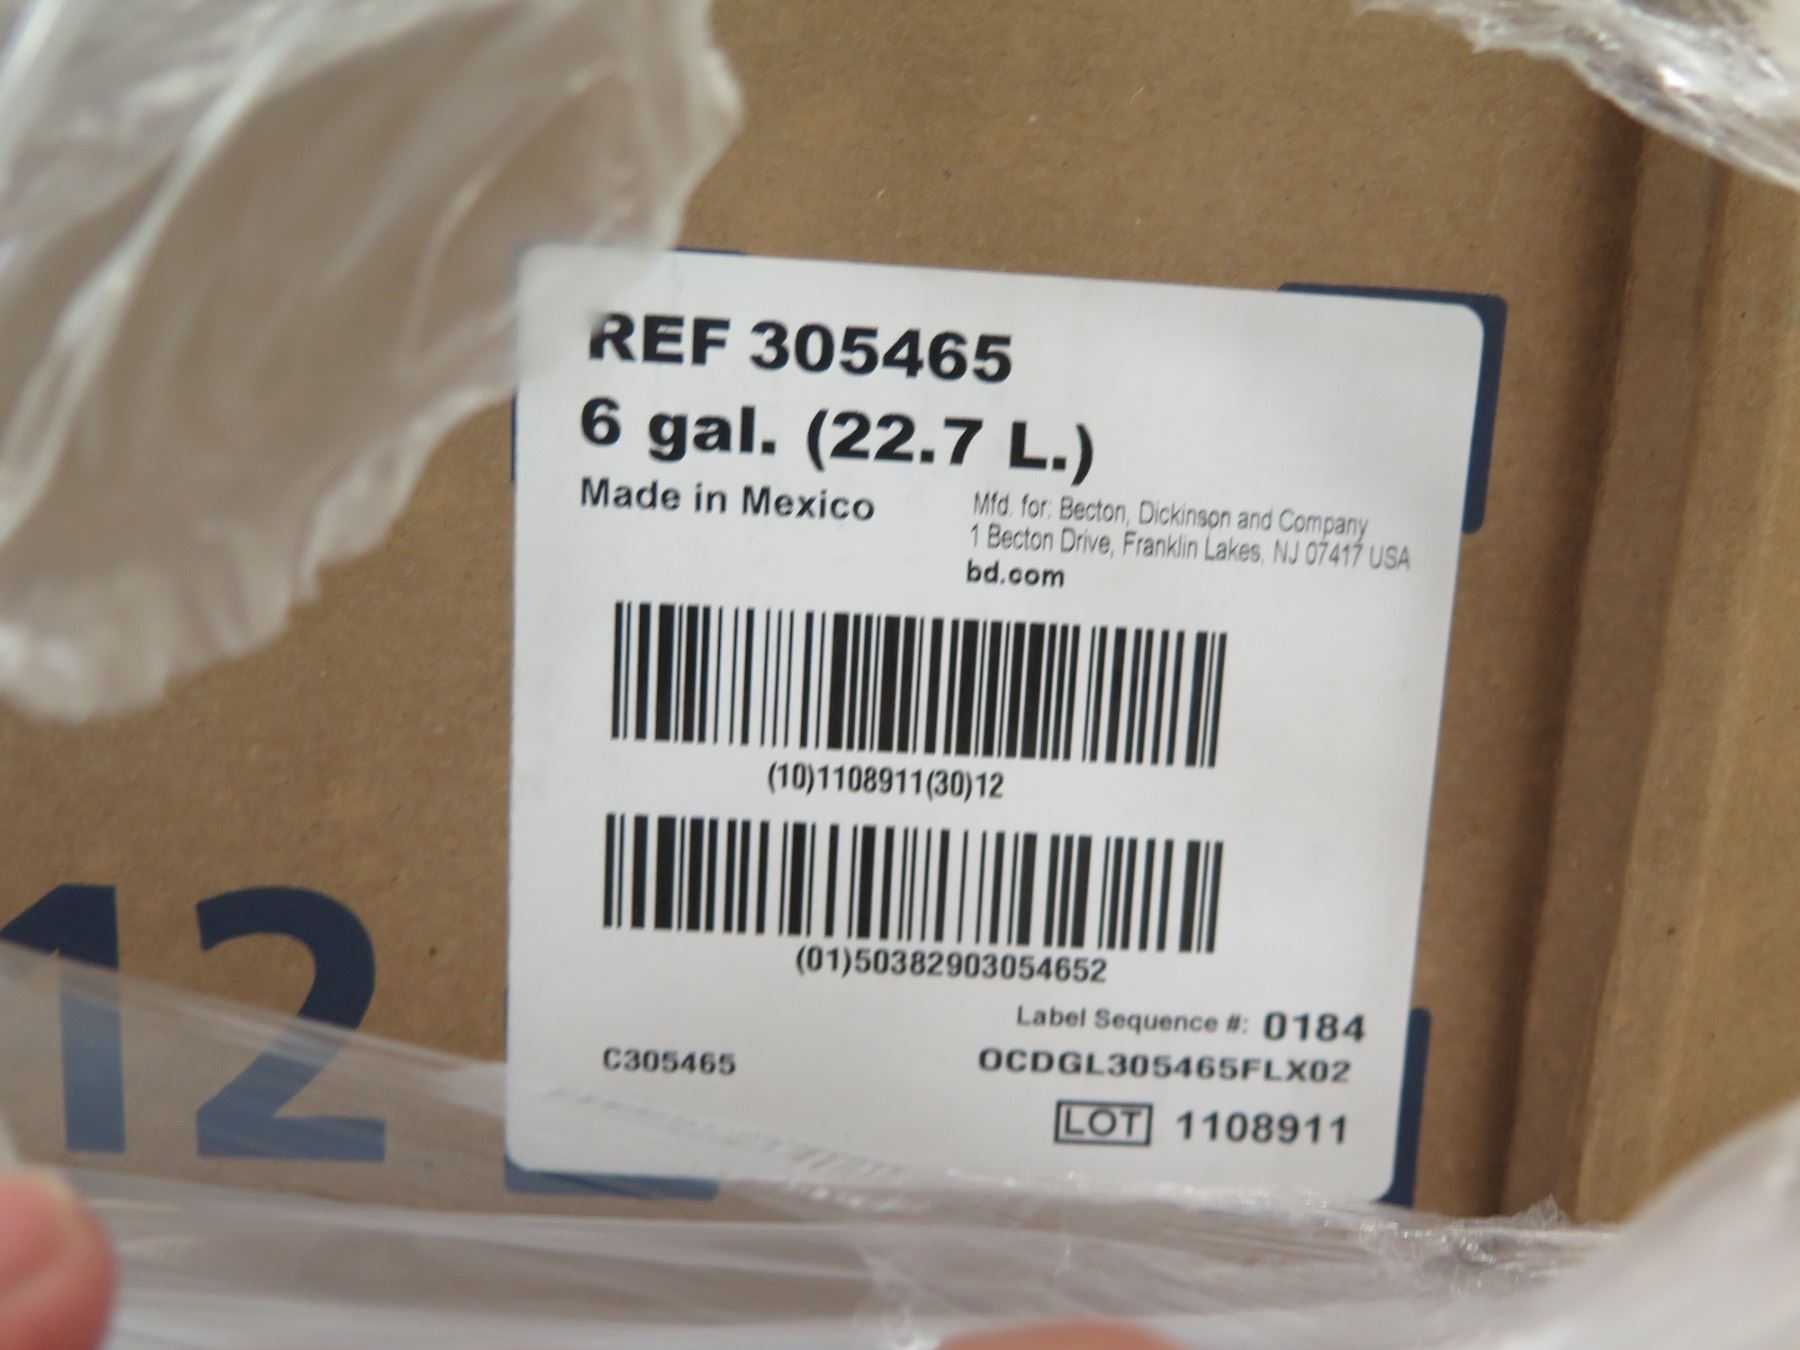 REF 305465
6 gal. (22.7 L.)
Made in Mexico
Mfd. for: Becton, Dickinson and Company
1 Becton Drive, Franklin Lakes, NJ 07417 USA
bd.com
(10)1108911(30)12
(01)50382903054652
Label Sequence #: 0184
C305465
OCDGL305465FLX02
LOT 1108911
12